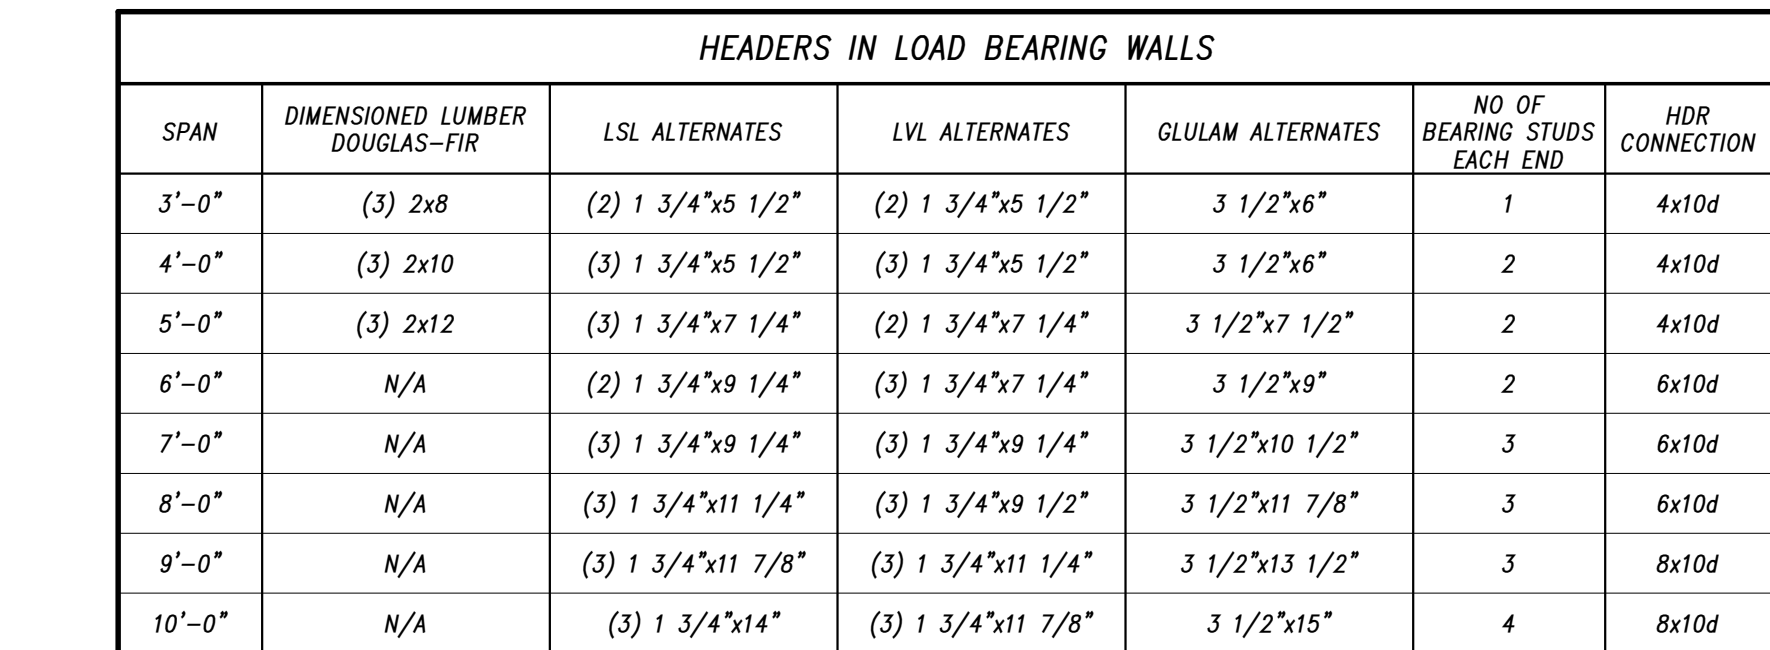 HEADERS IN LOAD BEARING WALLS
SPAN DIMENSIONED LUMBER DOUGLAS-FIR LSL ALTERNATES LVL ALTERNATES GLULAM ALTERNATES NO OF BEARING STUDS EACH END HDR CONNECTION
3'-0" (3) 2x8 (2) 1 3/4"x5 1/2" (2) 1 3/4"x5 1/2" 3 1/2"x6" 1 4x10d
4'-0" (3) 2x10 (3) 1 3/4"x5 1/2" (3) 1 3/4"x5 1/2" 3 1/2"x6" 2 4x10d
5'-0" (3) 2x12 (3) 1 3/4"x7 1/4" (2) 1 3/4"x7 1/4" 3 1/2"x7 1/2" 2 4x10d
6'-0" N/A (2) 1 3/4"x9 1/4" (3) 1 3/4"x7 1/4" 3 1/2"x9" 2 6x10d
7'-0" N/A (3) 1 3/4"x9 1/4" (3) 1 3/4"x9 1/4" 3 1/2"x10 1/2" 3 6x10d
8'-0" N/A (3) 1 3/4"x11 1/4" (3) 1 3/4"x9 1/2" 3 1/2"x11 7/8" 3 6x10d
9'-0" N/A (3) 1 3/4"x11 7/8" (3) 1 3/4"x11 1/4" 3 1/2"x13 1/2" 3 8x10d
10'-0" N/A (3) 1 3/4"x14" (3) 1 3/4"x11 7/8" 3 1/2"x15" 4 8x10d